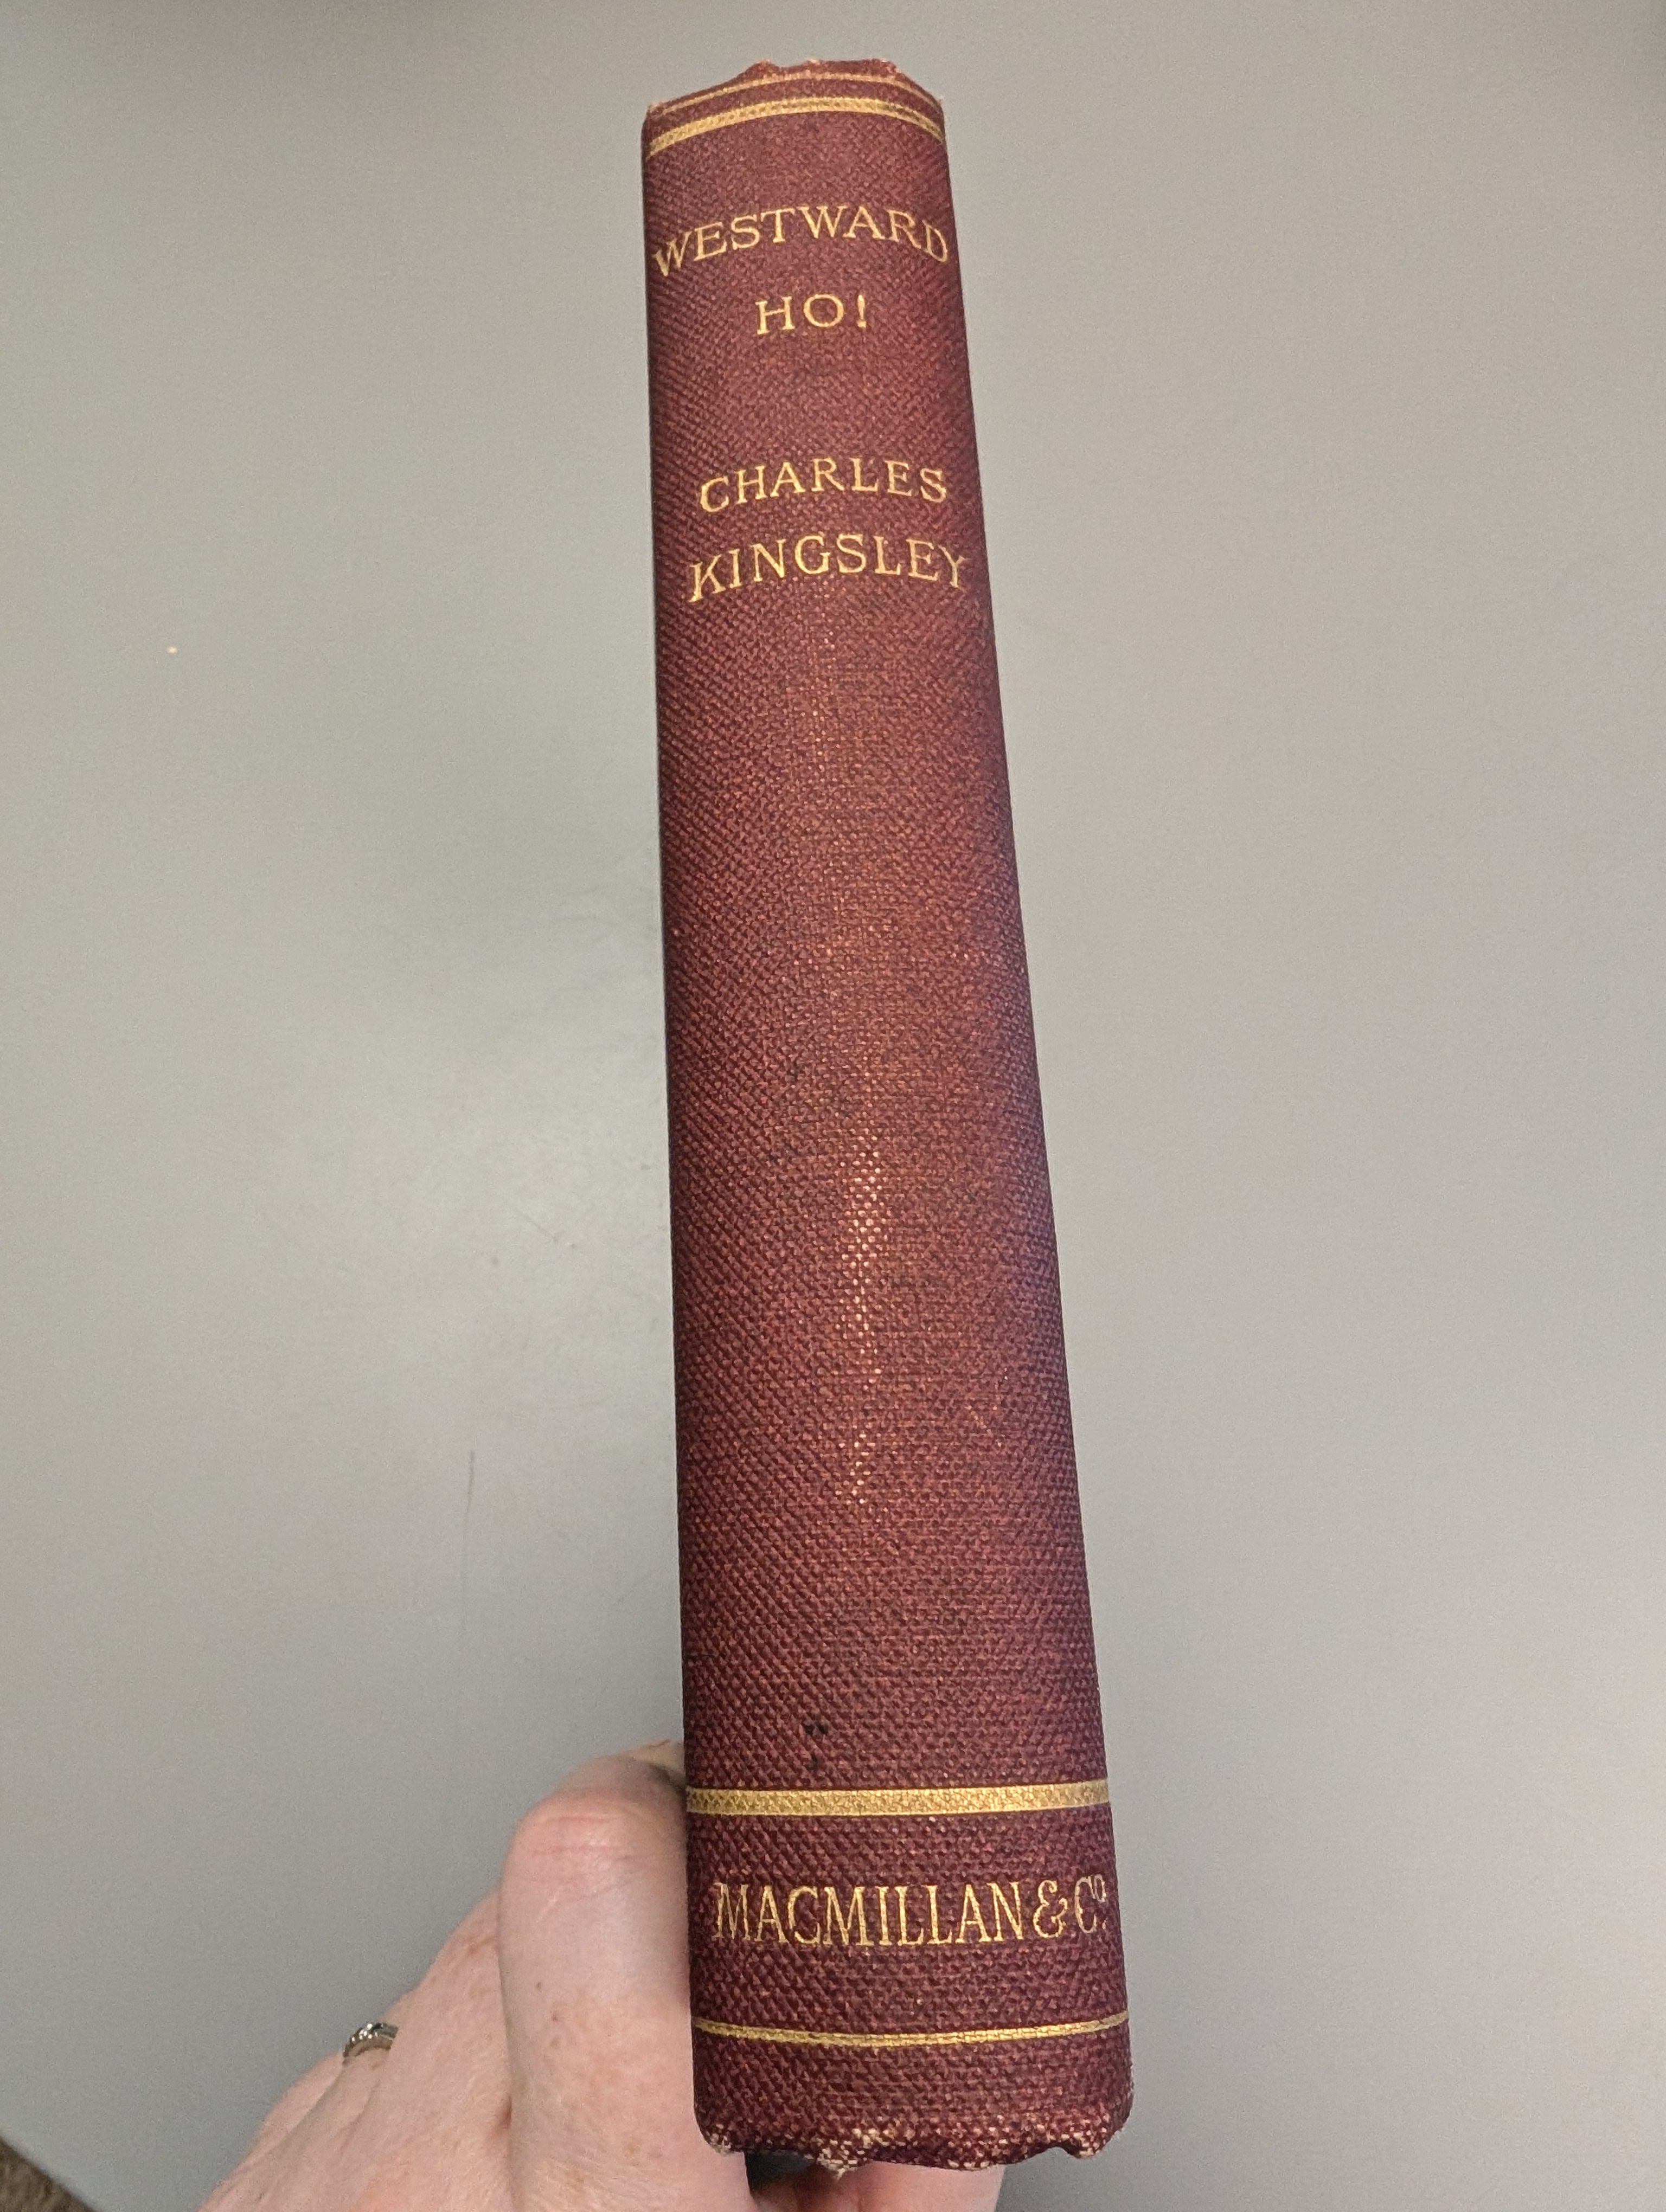 WESTWARD
HO!
CHARLES
KINGSLEY
MACMILLAN & Co.